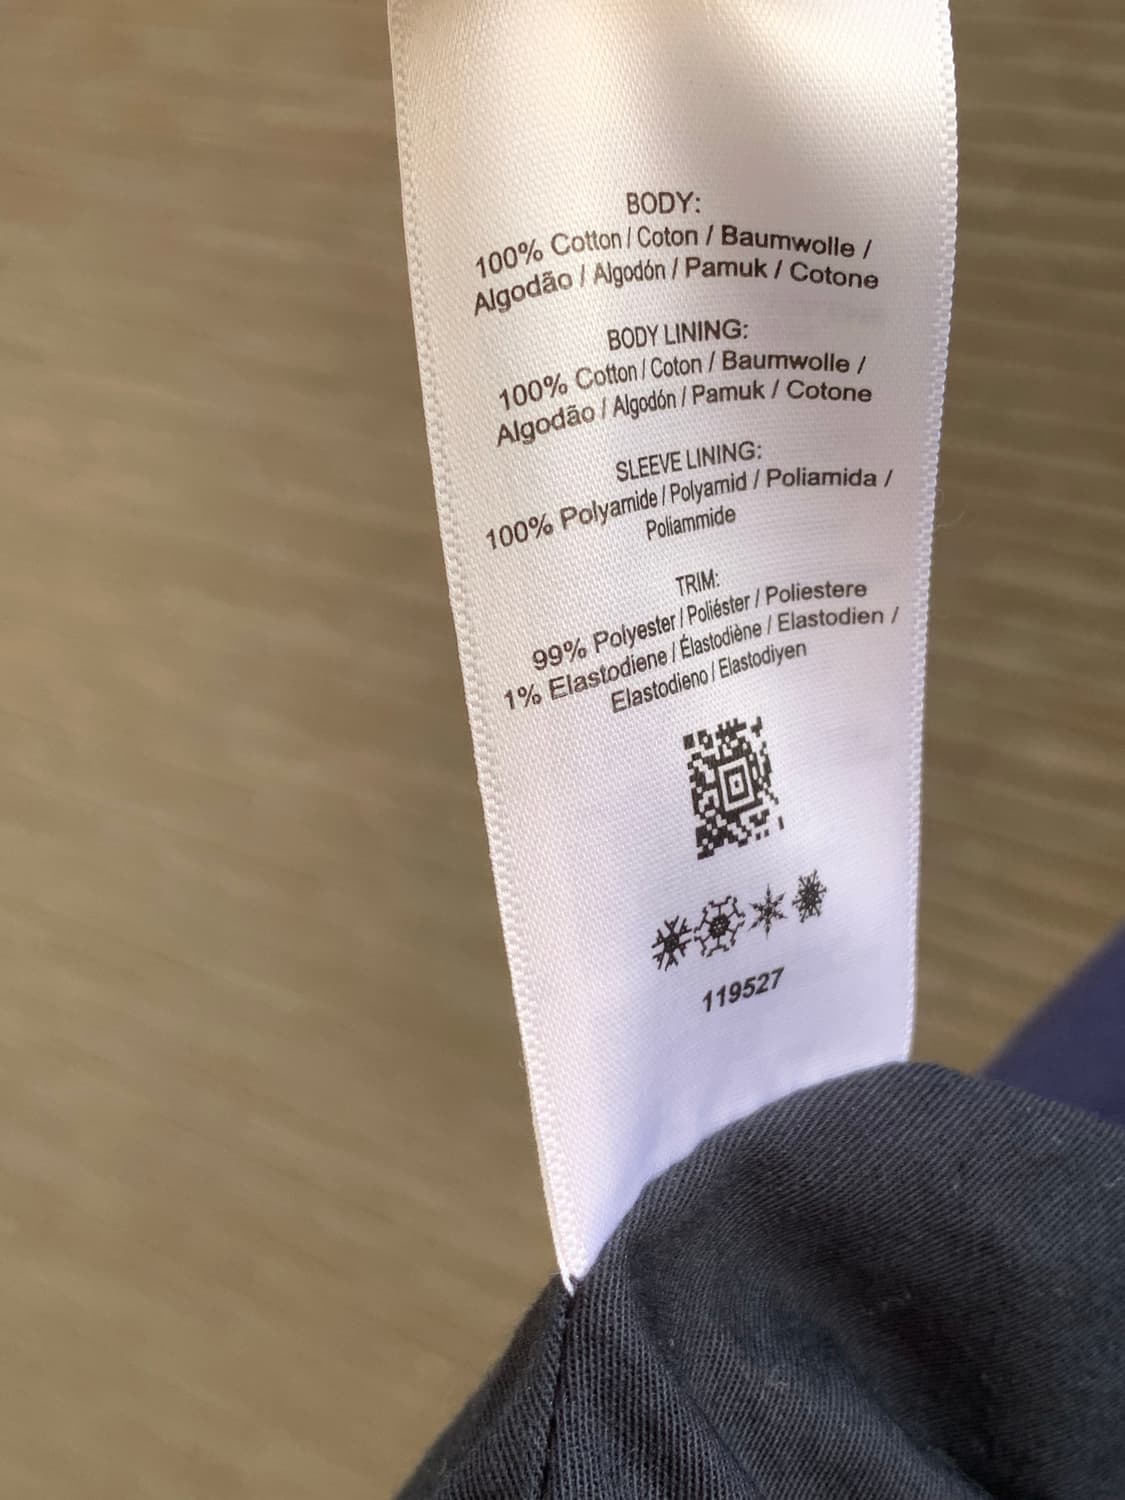 BODY:
100% Cotton / Coton / Baumwolle /
Algodão / Algodón / Pamuk / Cotone
BODY LINING:
100% Cotton / Coton / Baumwolle /
Algodão / Algodón / Pamuk / Cotone
SLEEVE LINING:
100% Polyamide / Polyamid / Poliamida /
Poliammide
TRIM:
99% Polyester / Poliéster / Poliestere
1% Elastodiene / Élastodiène / Elastodien /
Elastodieno / Elastodiyen
119527